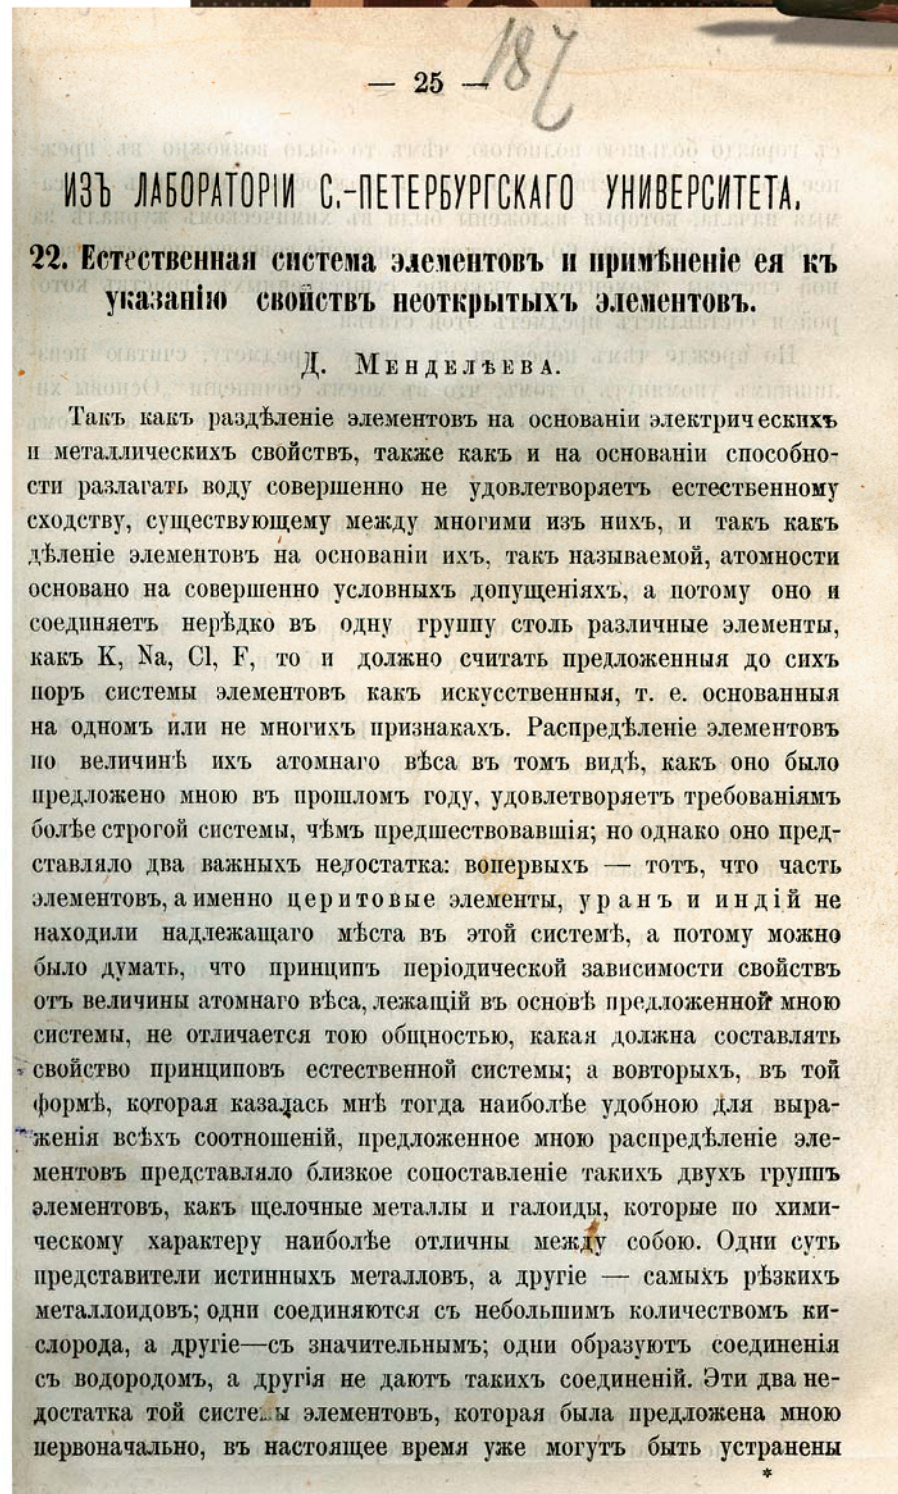 — 25 —
187
ИЗЪ ЛАБОРАТОРІИ С.-ПЕТЕРБУРГСКАГО УНИВЕРСИТЕТА.
22. Естественная система элементовъ и примѣненіе ея къ
указанію свойствъ неоткрытыхъ элементовъ.
Д. Менделѣева.
Такъ какъ раздѣленіе элементовъ на основаніи электрическихъ
и металлическихъ свойствъ, также какъ и на основаніи способно-
сти разлагать воду совершенно не удовлетворяетъ естественному
сходству, существующему между многими изъ нихъ, и такъ какъ
дѣленіе элементовъ на основаніи ихъ, такъ называемой, атомности
основано на совершенно условныхъ допущеніяхъ, а потому оно и
соединяетъ нерѣдко въ одну группу столь различные элементы,
какъ K, Na, Cl, F, то и должно считать предложенныя до сихъ
поръ системы элементовъ какъ искусственныя, т. е. основанныя
на одномъ или не многихъ признакахъ. Распредѣленіе элементовъ
по величинѣ ихъ атомнаго вѣса въ томъ видѣ, какъ оно было
предложено мною въ прошломъ году, удовлетворяетъ требованіямъ
болѣе строгой системы, чѣмъ предшествовавшія; но однако оно пред-
ставляло два важныхъ недостатка: вопервыхъ — тотъ, что часть
элементовъ, а именно церитовые элементы, уранъ и индій не
находили надлежащаго мѣста въ этой системѣ, а потому можно
было думать, что принципъ періодической зависимости свойствъ
отъ величины атомнаго вѣса, лежащій въ основѣ предложенной мною
системы, не отличается тою общностью, какая должна составлять
свойство принциповъ естественной системы; а вовторыхъ, въ той
формѣ, которая казалась мнѣ тогда наиболѣе удобною для выра-
женія всѣхъ соотношеній, предложенное мною распредѣленіе эле-
ментовъ представляло близкое сопоставленіе такихъ двухъ группъ
элементовъ, какъ щелочные металлы и галоиды, которые по хими-
ческому характеру наиболѣе отличны между собою. Одни суть
представители истинныхъ металловъ, а другіе — самыхъ рѣзкихъ
металлоидовъ; одни соединяются съ небольшимъ количествомъ ки-
слорода, а другіе—съ значительнымъ; одни образуютъ соединенія
съ водородомъ, а другія не даютъ такихъ соединеній. Эти два не-
достатка той системы элементовъ, которая была предложена мною
первоначально, въ настоящее время уже могутъ быть устранены
*